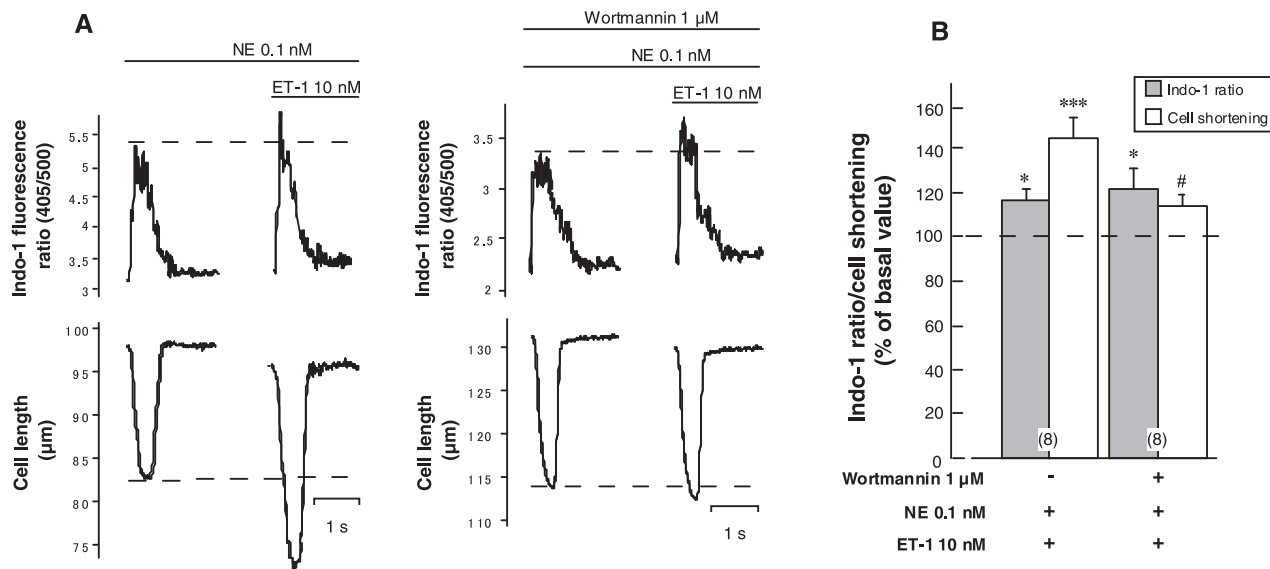 A
NE 0.1 nM
ET-1 10 nM
Indo-1 fluorescence
ratio (405/500)
5.5
5
4.5
4
3.5
3
Cell length
(µm)
100
95
90
85
82
75
1 s
Wortmannin 1 µM
NE 0.1 nM
ET-1 10 nM
Indo-1 fluorescence
ratio (405/500)
3.5
3
2.5
2
Cell length
(µm)
130
125
120
115
110
1 s
B
Indo-1 ratio
Cell shortening
Indo-1 ratio/cell shortening
(% of basal value)
160
140
120
100
80
60
40
20
0
*
***
*
#
(8)
(8)
Wortmannin 1 µM - +
NE 0.1 nM + +
ET-1 10 nM + +